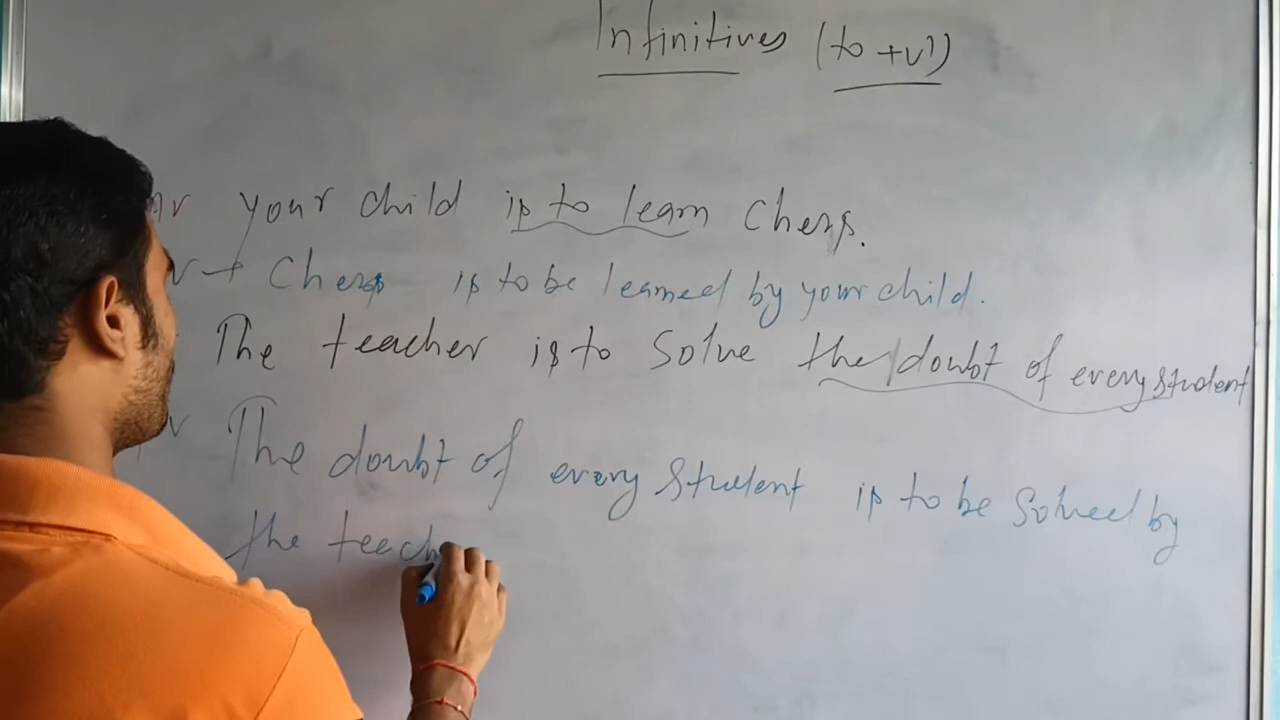 Infinitives (to + v1)
your child is to learn Chess.
v → Chess is to be learned by your child.
The teacher is to solve the doubt of every student
v The doubt of every student is to be solved by
the teach